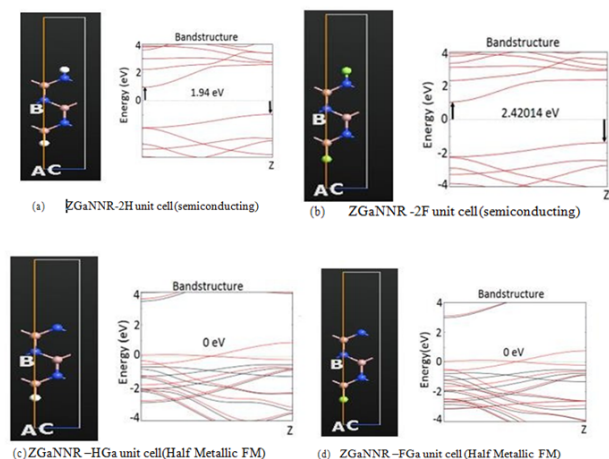 Bandstructure
4
2
0
-2
-4
Energy (eV)
1.94 eV
Z
B
A C
(a) ZGaNNR-2H unit cell(semiconducting)
Bandstructure
4
2
0
-2
-4
Energy (eV)
2.42014 eV
Z
B
A C
(b) ZGaNNR -2F unit cell (semiconducting)
Bandstructure
4
2
0
-2
-4
Energy (eV)
0 eV
Z
B
A C
(c) ZGaNNR –HGa unit cell(Half Metallic FM)
Bandstructure
4
2
0
-2
-4
Energy(eV)
0 eV
Z
B
A C
(d) ZGaNNR –FGa unit cell (Half Metallic FM)